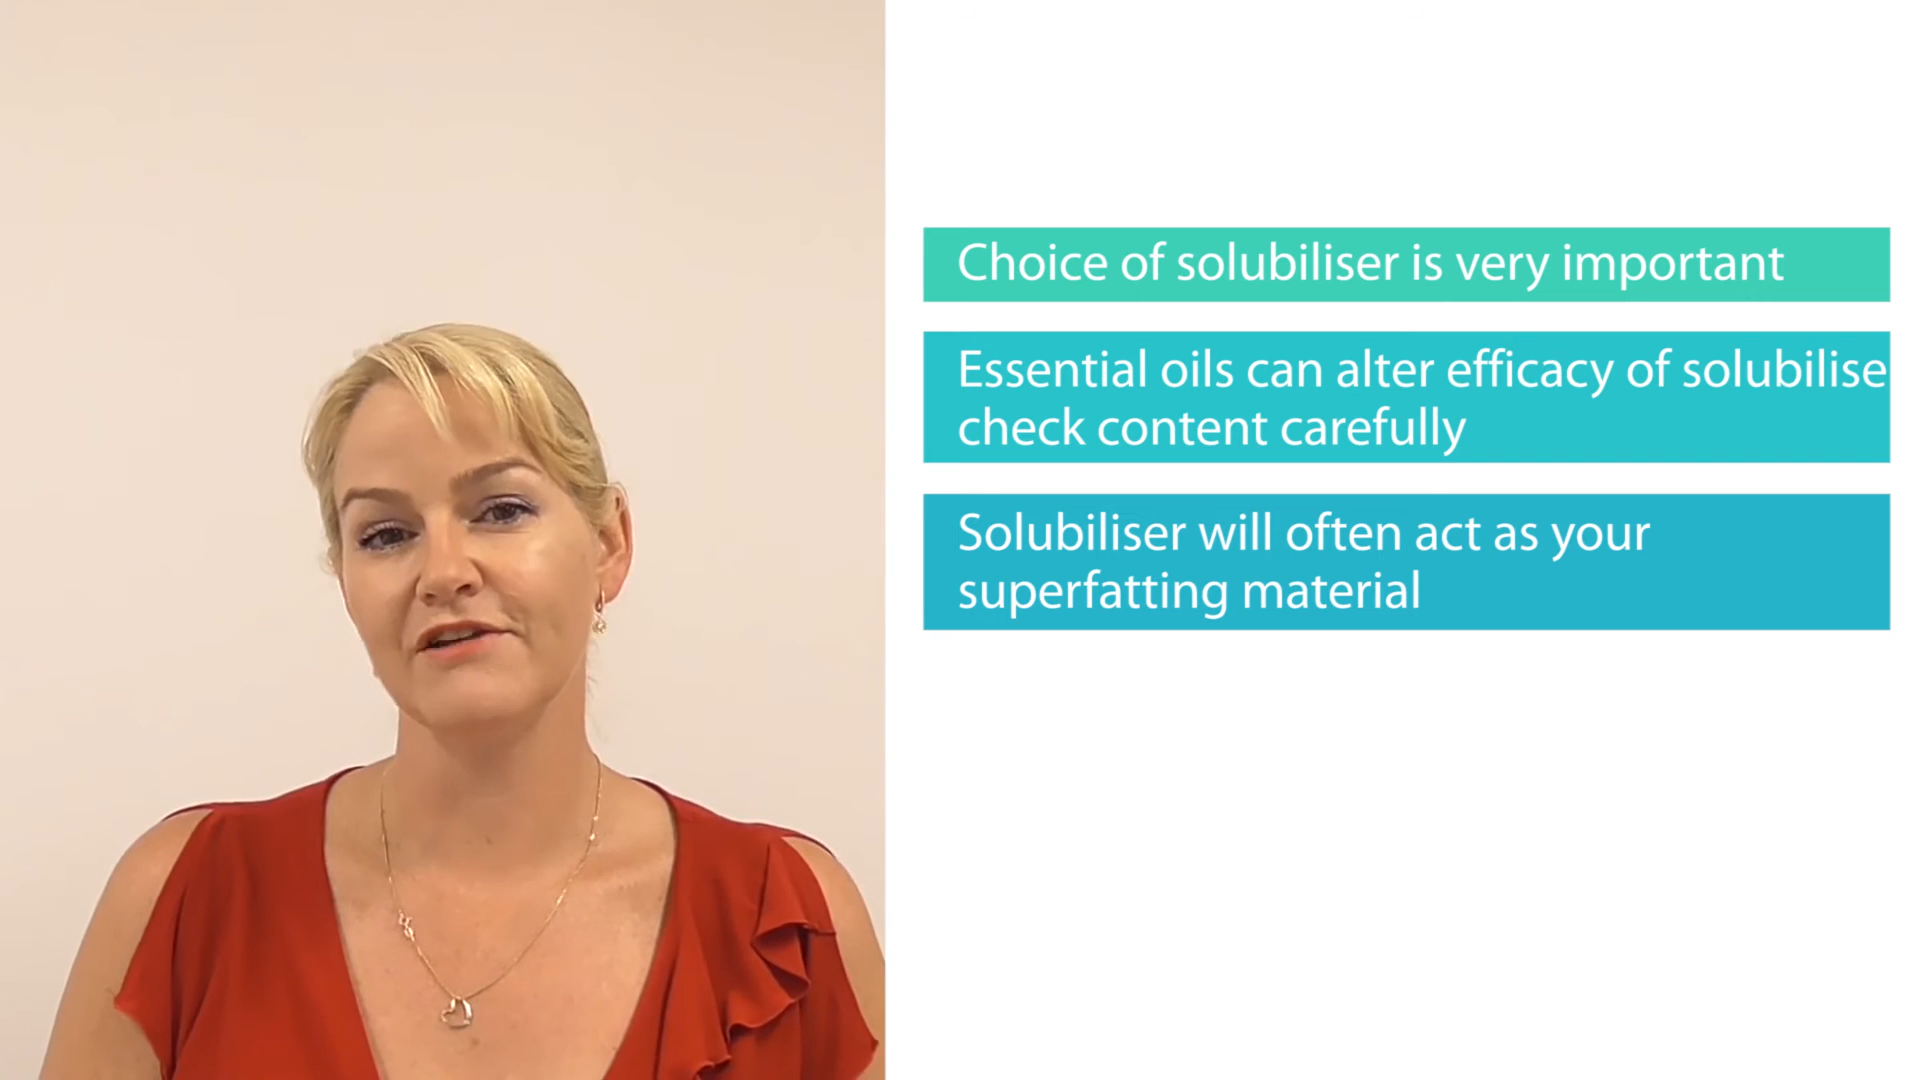 Choice of solubiliser is very important
Essential oils can alter efficacy of solubilise
check content carefully
Solubiliser will often act as your
superfatting material